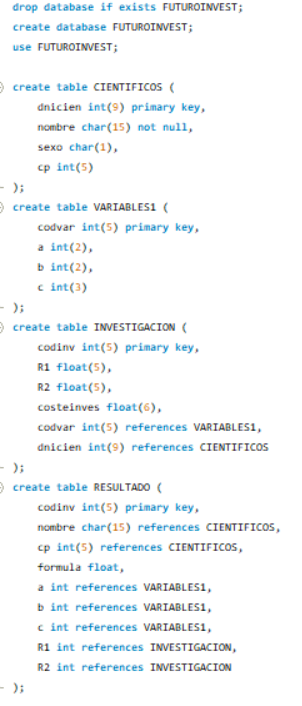 drop database if exists FUTUROINVEST;
create database FUTUROINVEST;
use FUTUROINVEST;
create table CIENTIFICOS (
dnicien int(9) primary key,
nombre char(15) not null,
sexo char(1),
cp int(5)
);
create table VARIABLES1 (
codvar int(5) primary key,
a int(2),
b int(2),
c int(3)
);
create table INVESTIGACION (
codinv int(5) primary key,
R1 float(5),
R2 float(5),
costeinves float(6),
codvar int(5) references VARIABLES1,
dnicien int(9) references CIENTIFICOS
);
create table RESULTADO (
codinv int(5) primary key,
nombre char(15) references CIENTIFICOS,
cp int(5) references CIENTIFICOS,
formula float,
a int references VARIABLES1,
b int references VARIABLES1,
c int references VARIABLES1,
R1 int references INVESTIGACION,
R2 int references INVESTIGACION
);